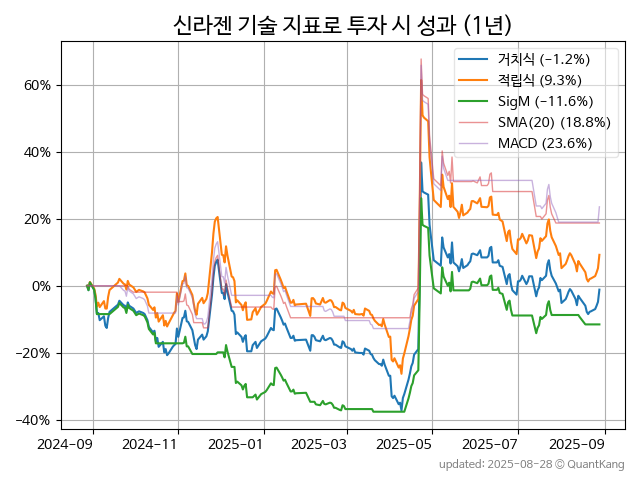 신라젠 기술 지표로 투자 시 성과 (1년)
거치식 (−1.2%)
적립식 (9.3%)
SigM (−11.6%)
SMA(20) (18.8%)
MACD (23.6%)
60%
40%
20%
0%
−20%
−40%
2024-09
2024-11
2025-01
2025-03
2025-05
2025-07
2025-09
updated: 2025-08-28 © QuantKang